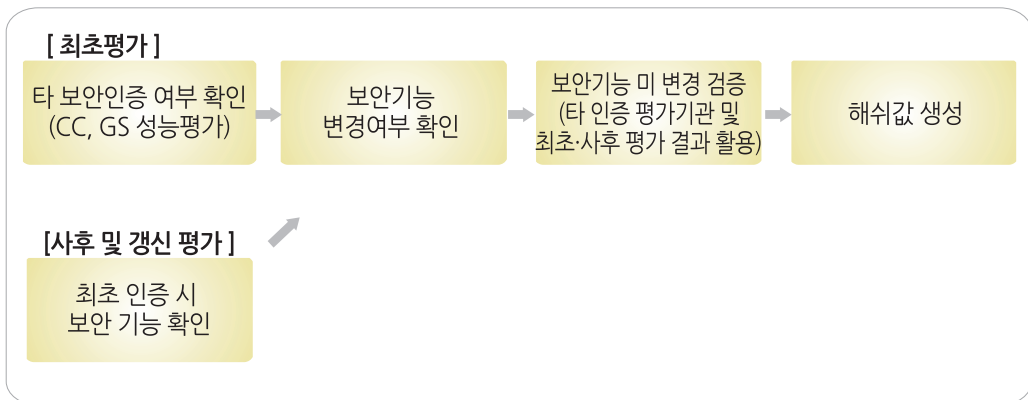 [ 최초평가 ]
타 보안인증 여부 확인
(CC, GS 성능평가)
보안기능
변경여부 확인
보안기능 미 변경 검증
(타 인증 평가기관 및
최초·사후 평가 결과 활용)
해쉬값 생성
[사후 및 갱신 평가 ]
최초 인증 시
보안 기능 확인